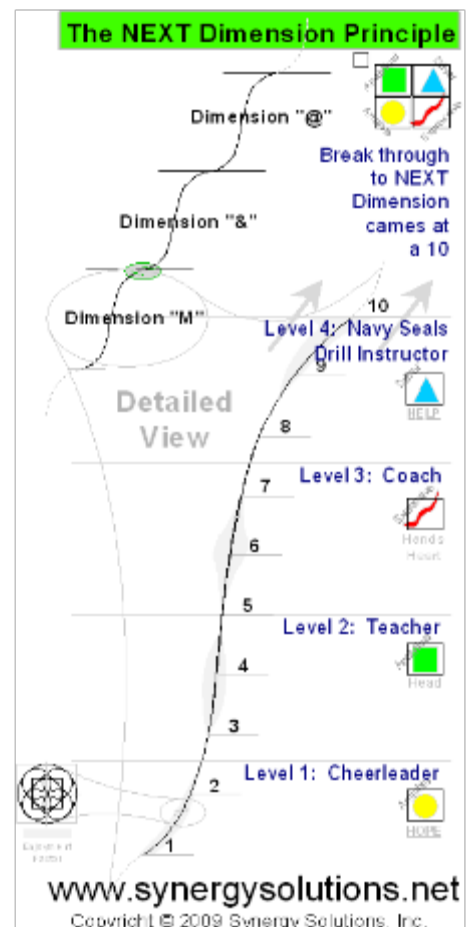 The NEXT Dimension Principle
Dimension "@"
Break through
to NEXT
Dimension
cames at
a 10
Dimension "&"
Dimension "M"
10
Level 4: Navy Seals
Drill Instructor
9
HELP
Detailed
View
8
Level 3: Coach
7
Hends
Heart
6
5
Level 2: Teacher
4
Head
3
Level 1: Cheerleader
2
HOPE
1
www.synergysolutions.net
Copyright © 2009 Synergy Solutions, Inc.